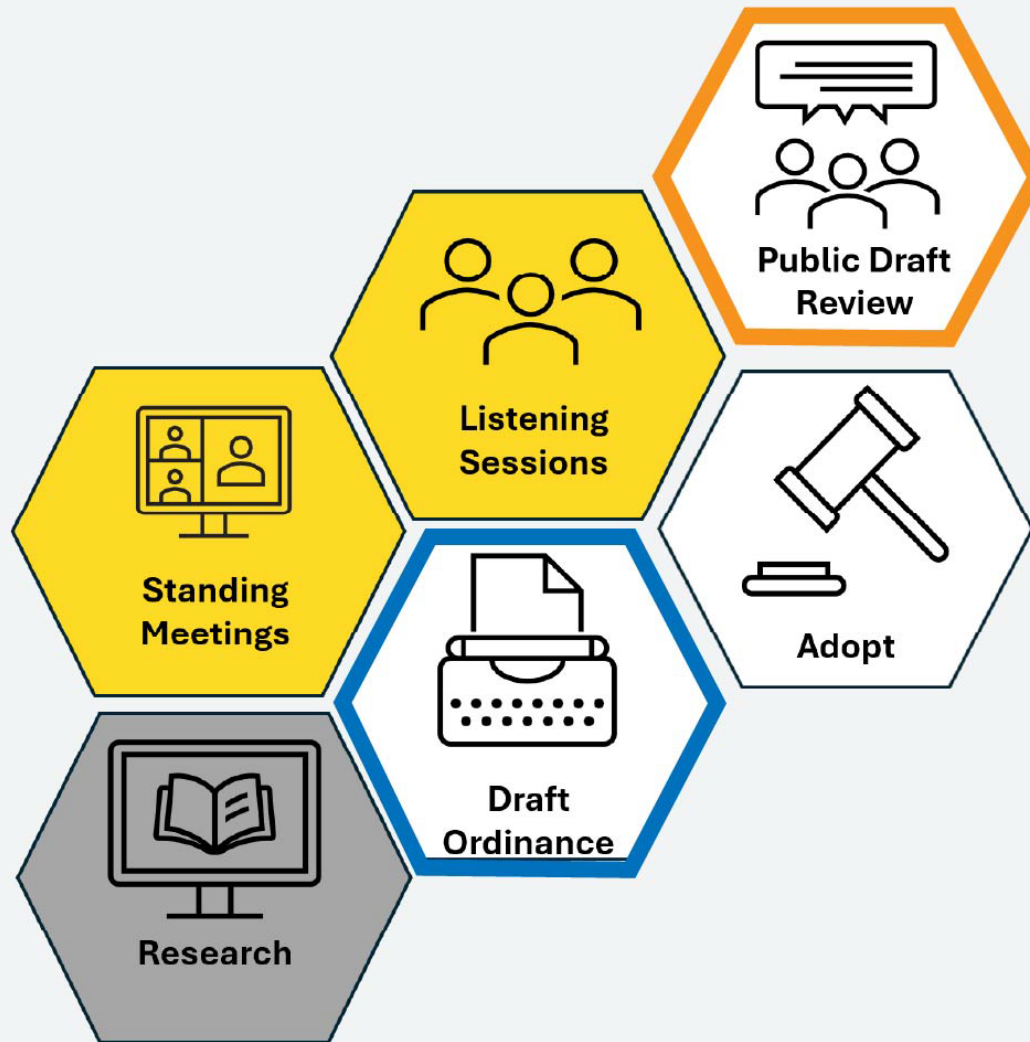 Public Draft
Review
Listening
Sessions
Standing
Meetings
Adopt
Draft
Ordinance
Research